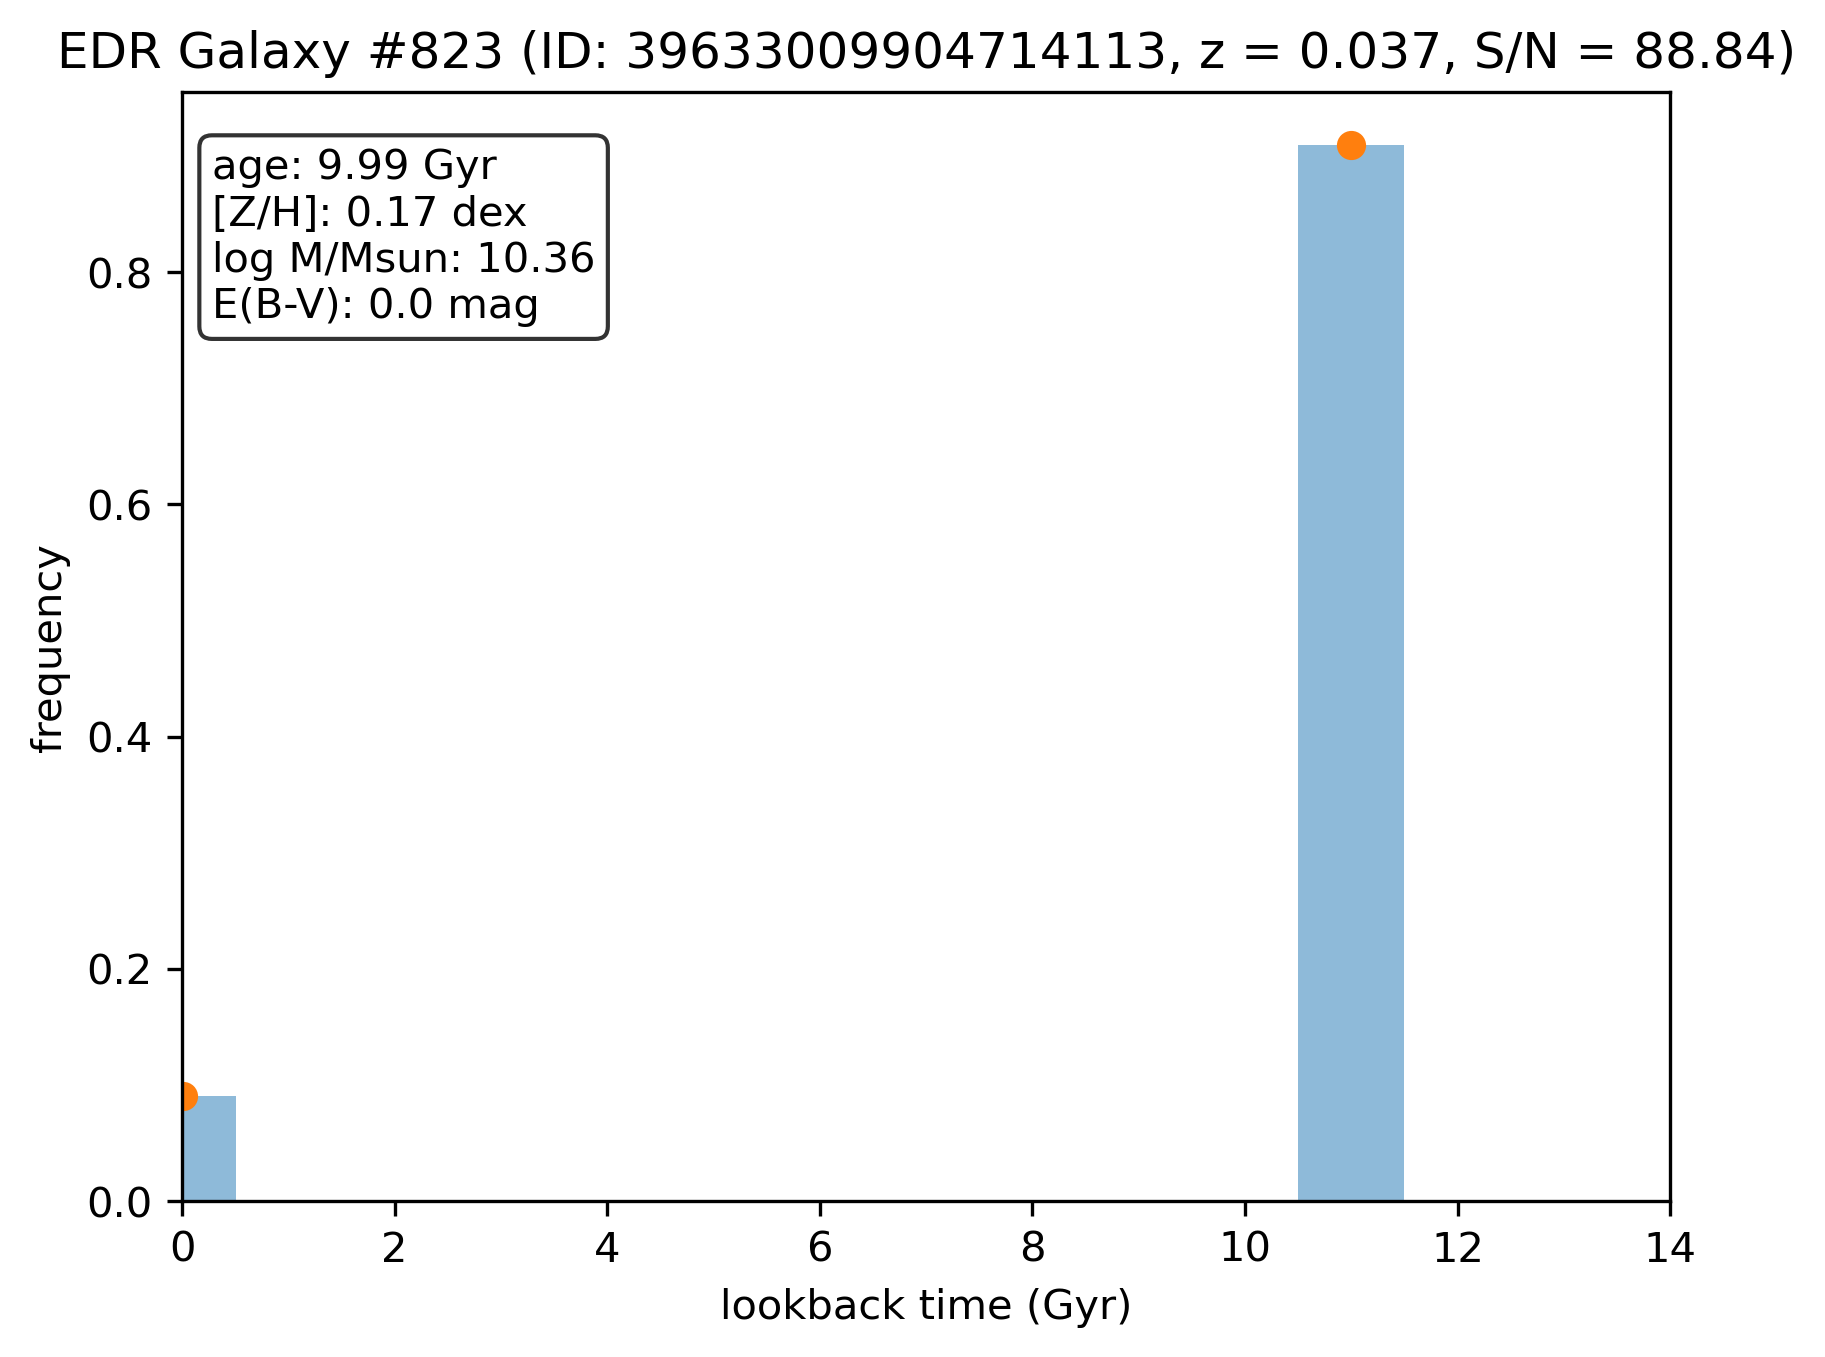 EDR Galaxy #823 (ID: 39633009904714113, z = 0.037, S/N = 88.84)
age: 9.99 Gyr
[Z/H]: 0.17 dex
log M/Msun: 10.36
E(B-V): 0.0 mag
frequency
0.8
0.6
0.4
0.2
0.0
0 2 4 6 8 10 12 14
lookback time (Gyr)